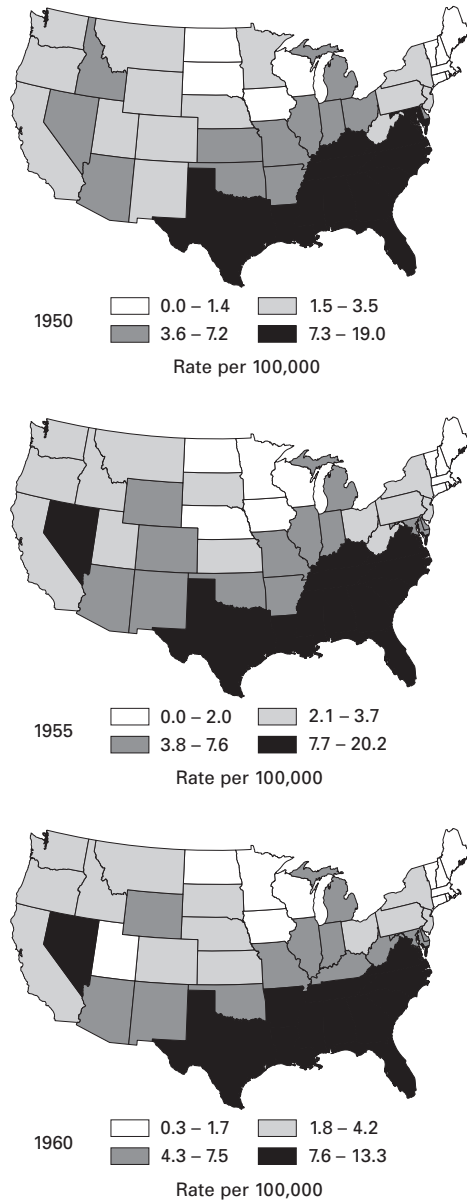 1950
0.0 – 1.4
1.5 – 3.5
3.6 – 7.2
7.3 – 19.0
Rate per 100,000
1955
0.0 – 2.0
2.1 – 3.7
3.8 – 7.6
7.7 – 20.2
Rate per 100,000
1960
0.3 – 1.7
1.8 – 4.2
4.3 – 7.5
7.6 – 13.3
Rate per 100,000